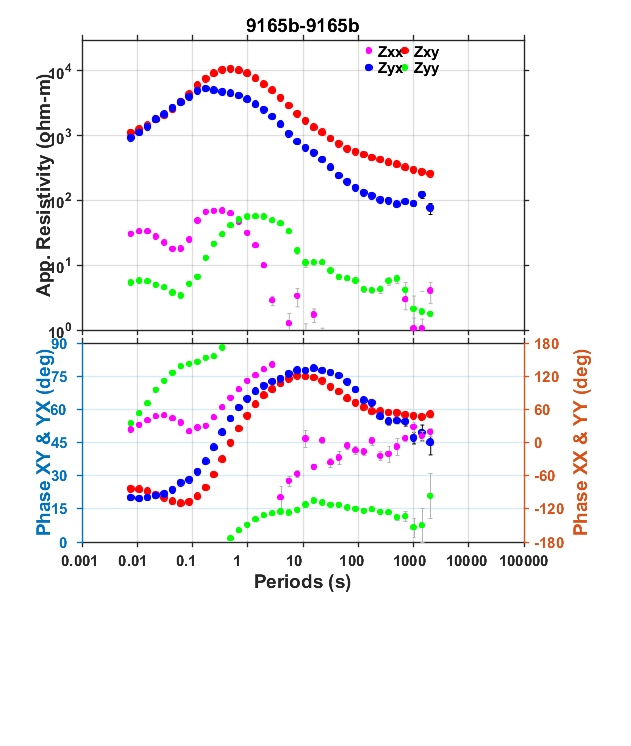 9165b-9165b
Zxx Zxy
Zyx Zyy
App. Resistivity (ohm-m)
10^4
10^3
10^2
10^1
10^0
Phase XY & YX (deg)
90
75
60
45
30
15
0
180
120
60
0
-60
-120
-180
Phase XX & YY (deg)
0.001 0.01 0.1 1 10 100 1000 10000 100000
Periods (s)